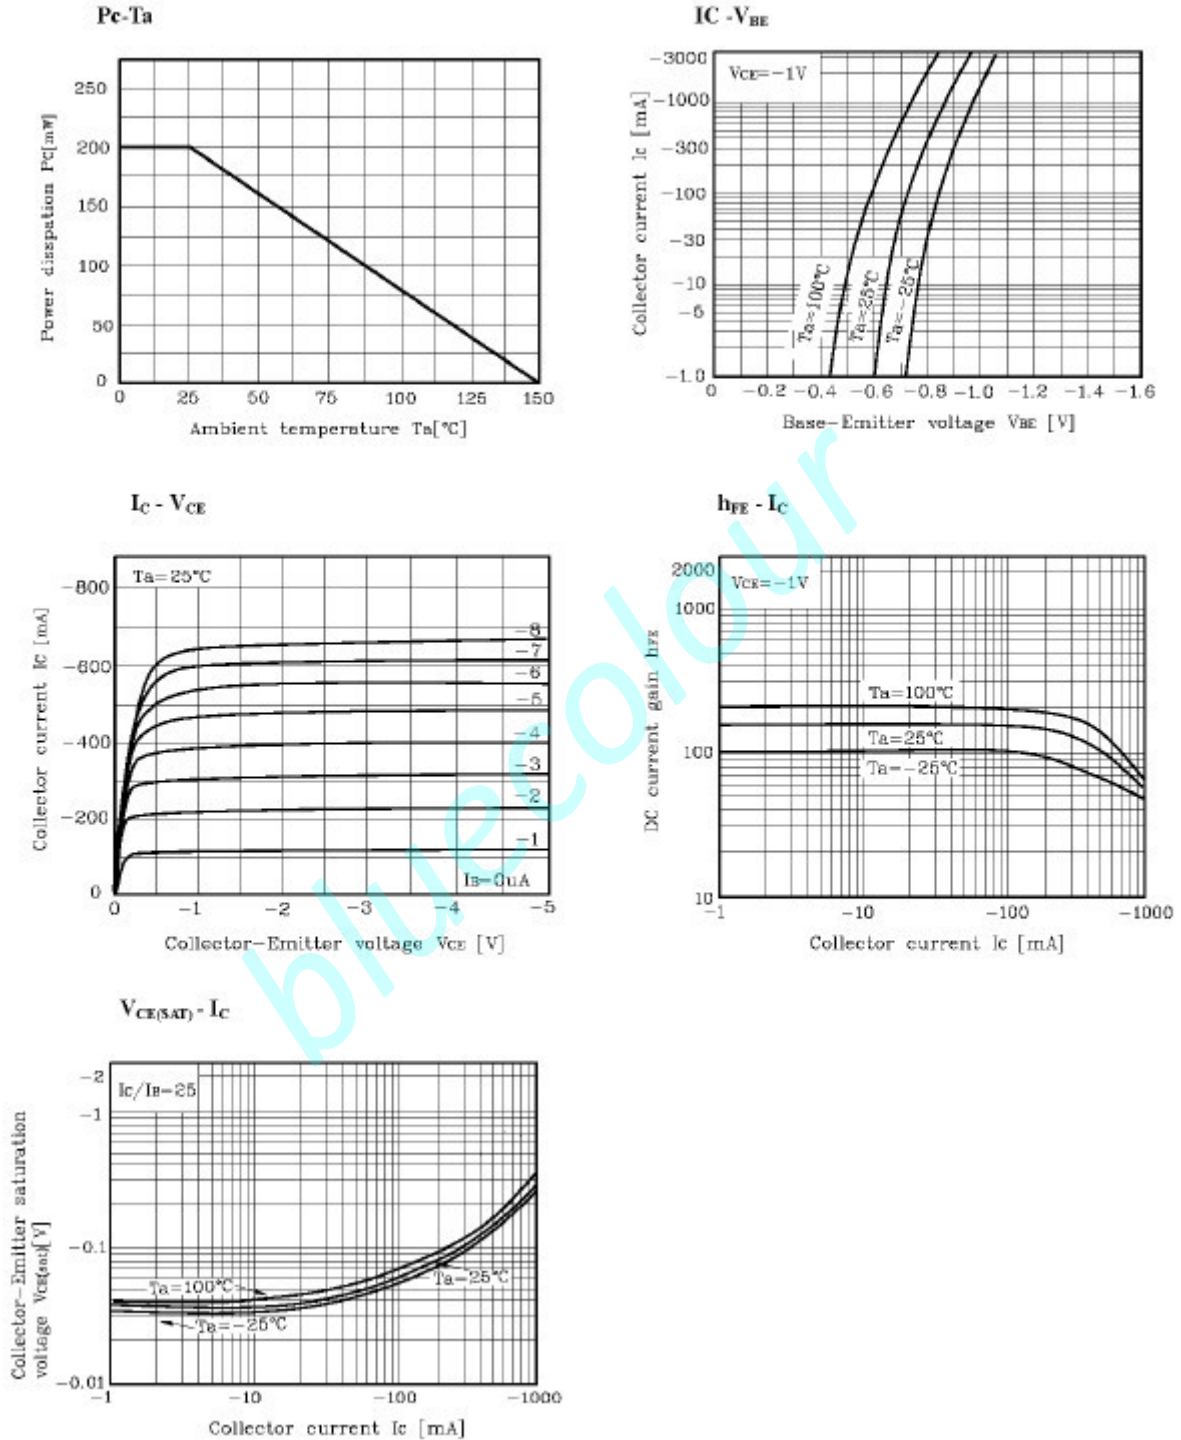 Pc-Ta
250
200
150
100
50
0
0 25 50 75 100 125 150
Power disspation Pc[mW]
Ambient temperature Ta[°C]
IC -VBE
VCE=-1V
-3000
-1000
-300
-100
-30
-10
-5
-1.0
0 -0.2 -0.4 -0.6 -0.8 -1.0 -1.2 -1.4 -1.6
Ta=100°C
Ta=25°C
Ta=-25°C
Collector current Ic [mA]
Base-Emitter voltage VBE [V]
IC - VCE
Ta=25°C
-800
-600
-400
-200
0
-8
-7
-6
-5
-4
-3
-2
-1
IB=0uA
0 -1 -2 -3 -4 -5
Collector current Ic [mA]
Collector-Emitter voltage VCE [V]
hFE - IC
VCE=-1V
2000
1000
100
10
Ta=100°C
Ta=25°C
Ta=-25°C
-1 -10 -100 -1000
DC current gain hFE
Collector current Ic [mA]
VCE(SAT) - IC
Ic/IB=25
-2
-1
-0.1
-0.01
Ta=100°C
Ta=25°C
Ta=-25°C
-1 -10 -100 -1000
Collector-Emitter saturation
voltage VCE(sat)[V]
Collector current Ic [mA]
bluecolour